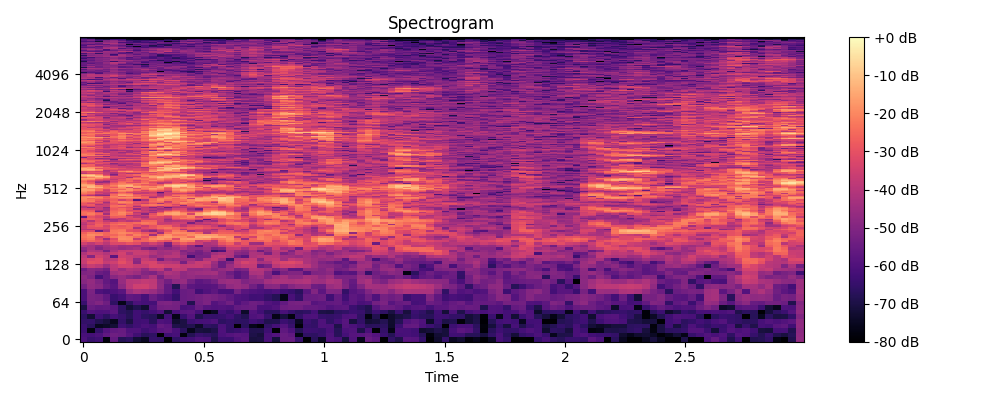 Spectrogram
Hz
4096
2048
1024
512
256
128
64
0
0
0.5
1
1.5
2
2.5
Time
+0 dB
-10 dB
-20 dB
-30 dB
-40 dB
-50 dB
-60 dB
-70 dB
-80 dB